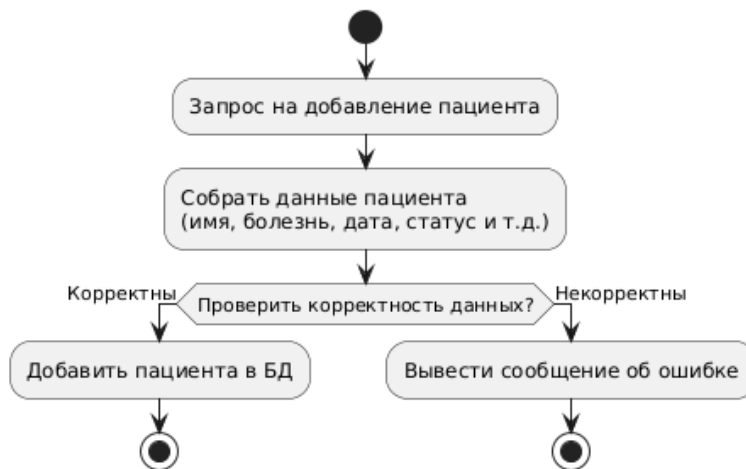 Запрос на добавление пациента
Собрать данные пациента
(имя, болезнь, дата, статус и т.д.)
Корректны
Проверить корректность данных?
Некорректны
Добавить пациента в БД
Вывести сообщение об ошибке